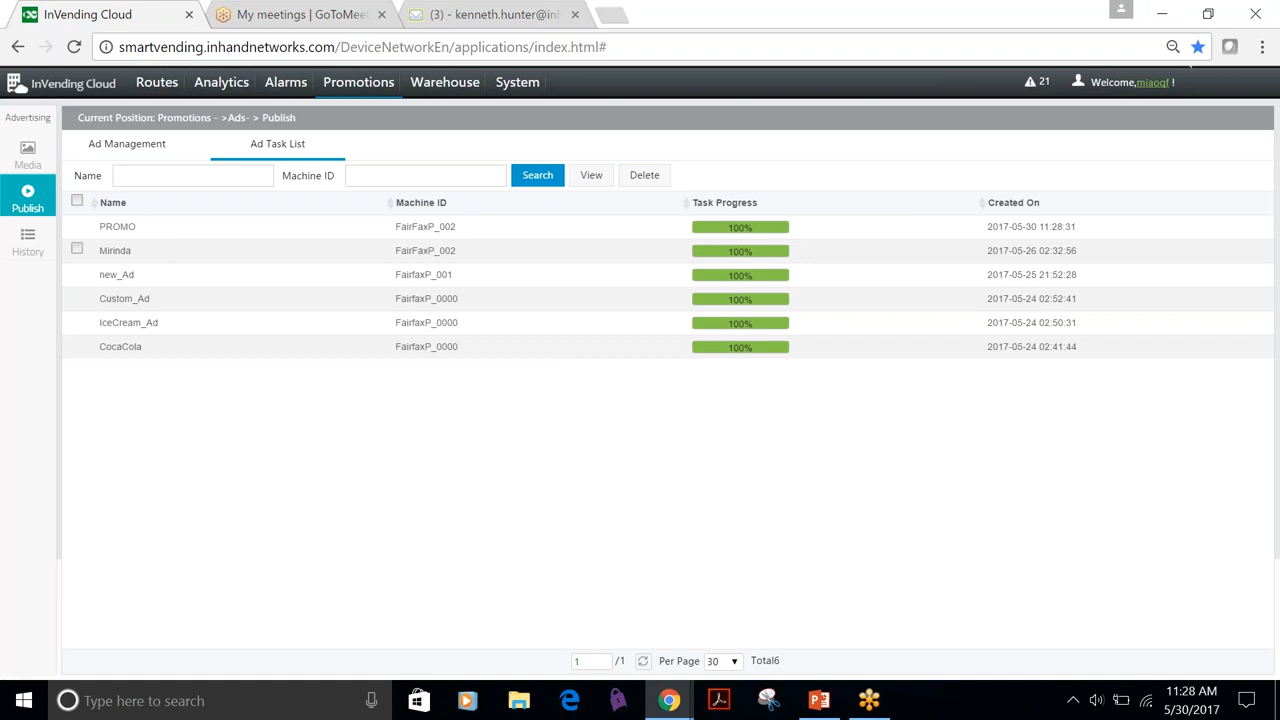 InVending Cloud
My meetings | GoToMee
(3) - kenneth.hunter@in
smartvending.inhandnetworks.com/DeviceNetworkEn/applications/index.html#
InVending Cloud Routes Analytics Alarms Promotions Warehouse System 21 Welcome,miaoqf !
Advertising
Media
Publish
History
Current Position: Promotions - >Ads- > Publish
Ad Management Ad Task List
Name Machine ID Search View Delete
Name Machine ID Task Progress Created On
PROMO FairFaxP_002 100% 2017-05-30 11:28:31
Mirinda FairFaxP_002 100% 2017-05-26 02:32:56
new_Ad FairfaxP_001 100% 2017-05-25 21:52:28
Custom_Ad FairfaxP_0000 100% 2017-05-24 02:52:41
IceCream_Ad FairfaxP_0000 100% 2017-05-24 02:50:31
CocaCola FairfaxP_0000 100% 2017-05-24 02:41:44
1 /1 Per Page 30 Total6
Type here to search
11:28 AM
5/30/2017